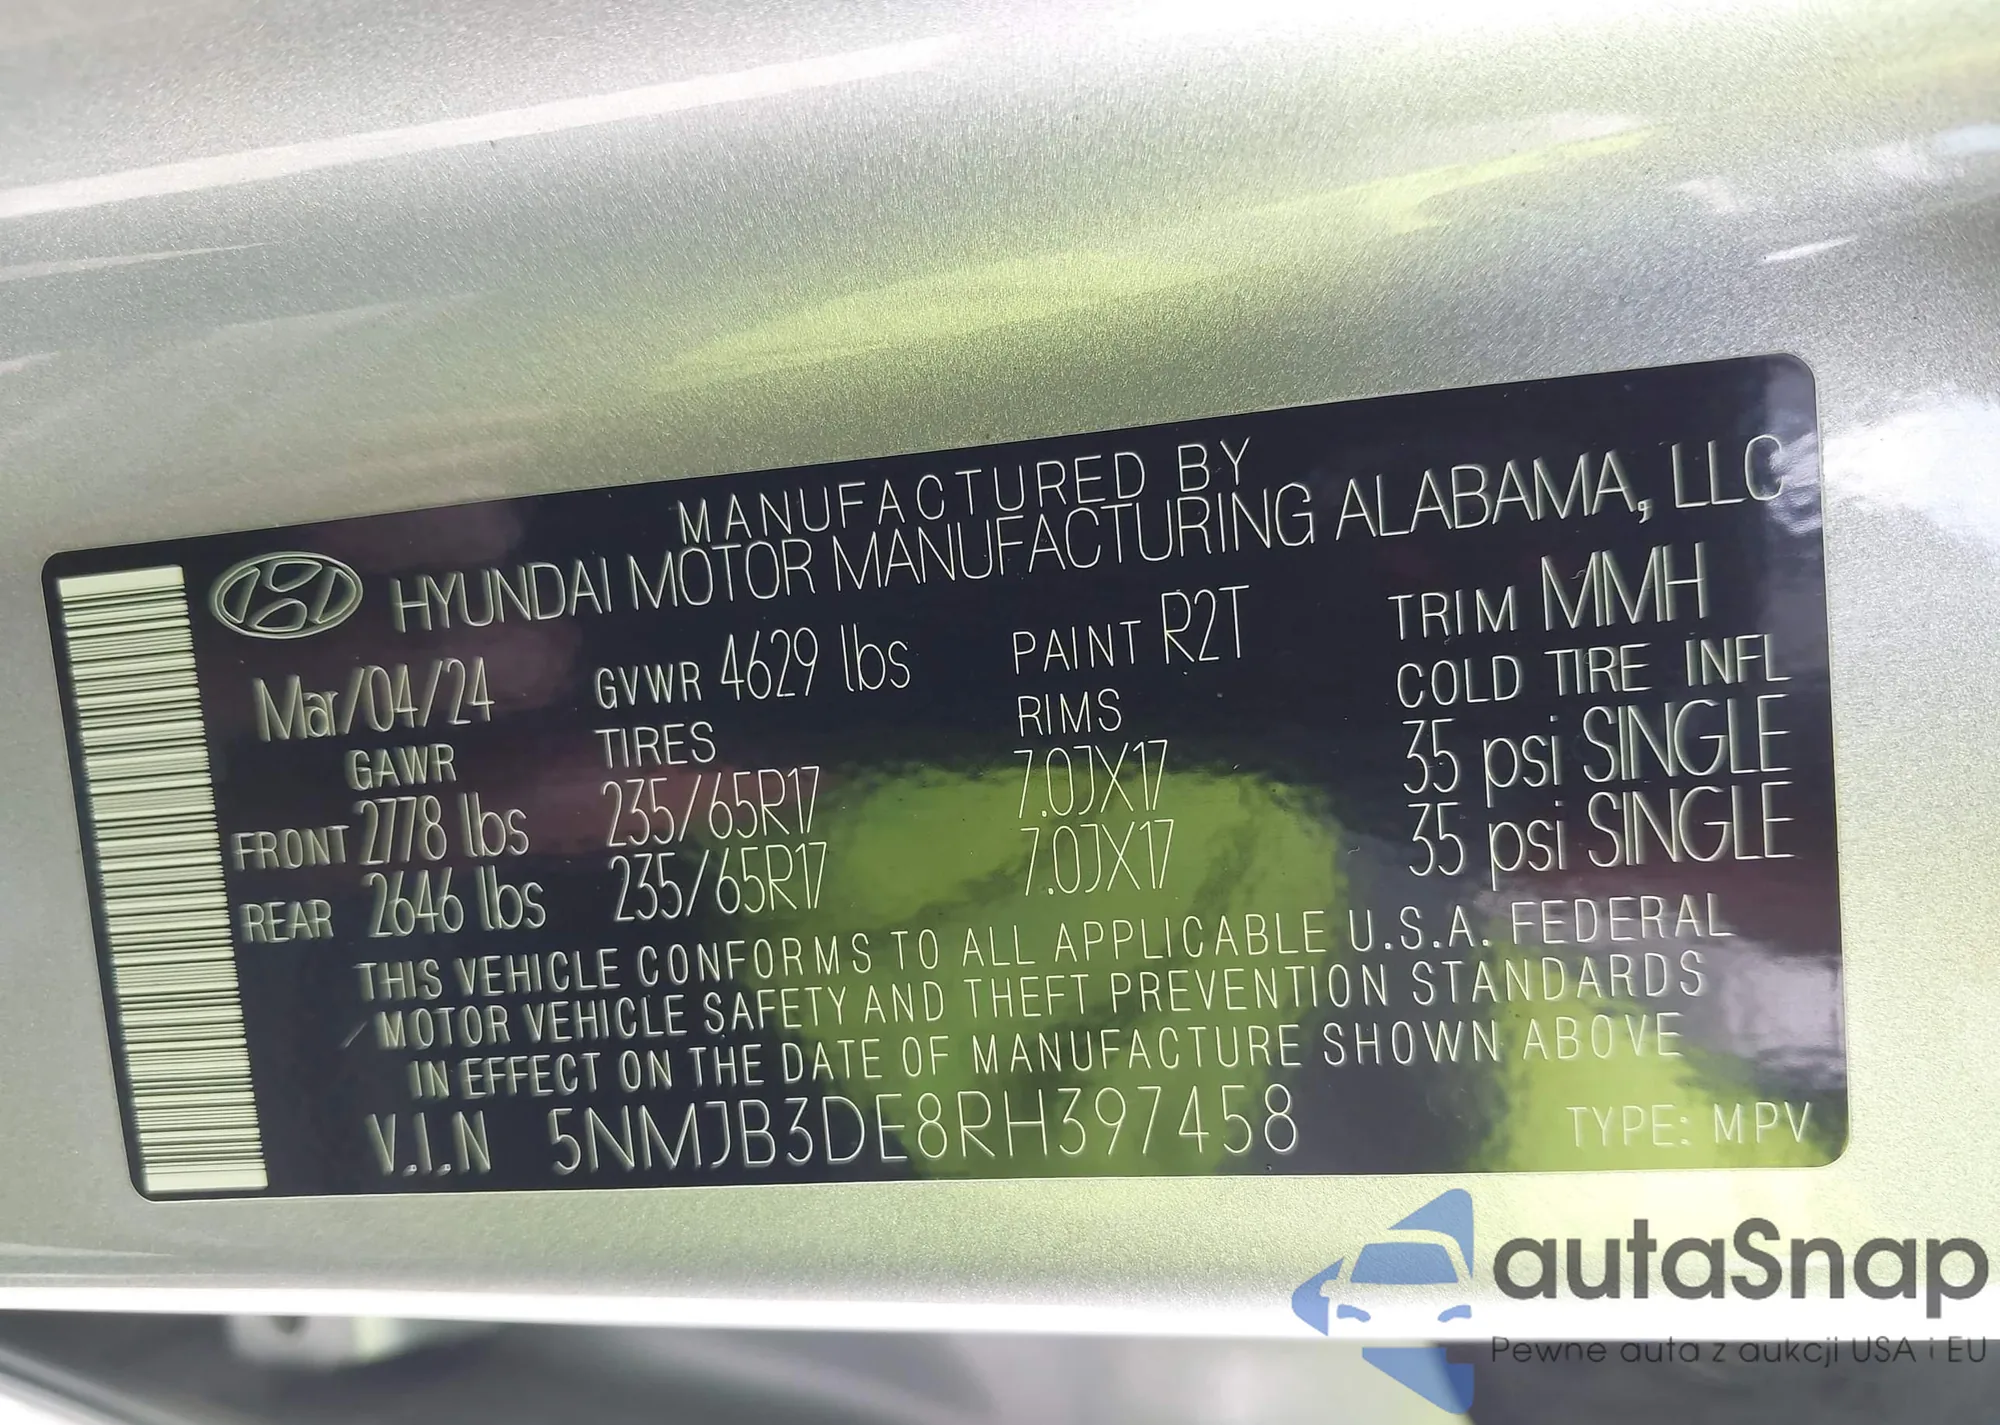 MANUFACTURED BY
HYUNDAI MOTOR MANUFACTURING ALABAMA, LLC
Mar/04/24 GVWR 4629 lbs PAINT R2T TRIM MMH
GAWR TIRES RIMS COLD TIRE INFL
FRONT 2778 lbs 235/65R17 7.0JX17 35 psi SINGLE
REAR 2646 lbs 235/65R17 7.0JX17 35 psi SINGLE
THIS VEHICLE CONFORMS TO ALL APPLICABLE U.S.A. FEDERAL
MOTOR VEHICLE SAFETY AND THEFT PREVENTION STANDARDS
IN EFFECT ON THE DATE OF MANUFACTURE SHOWN ABOVE
V.I.N 5NMJB3DE8RH397458 TYPE: MPV
autaSnap
Pewne auta z aukcji USA i EU